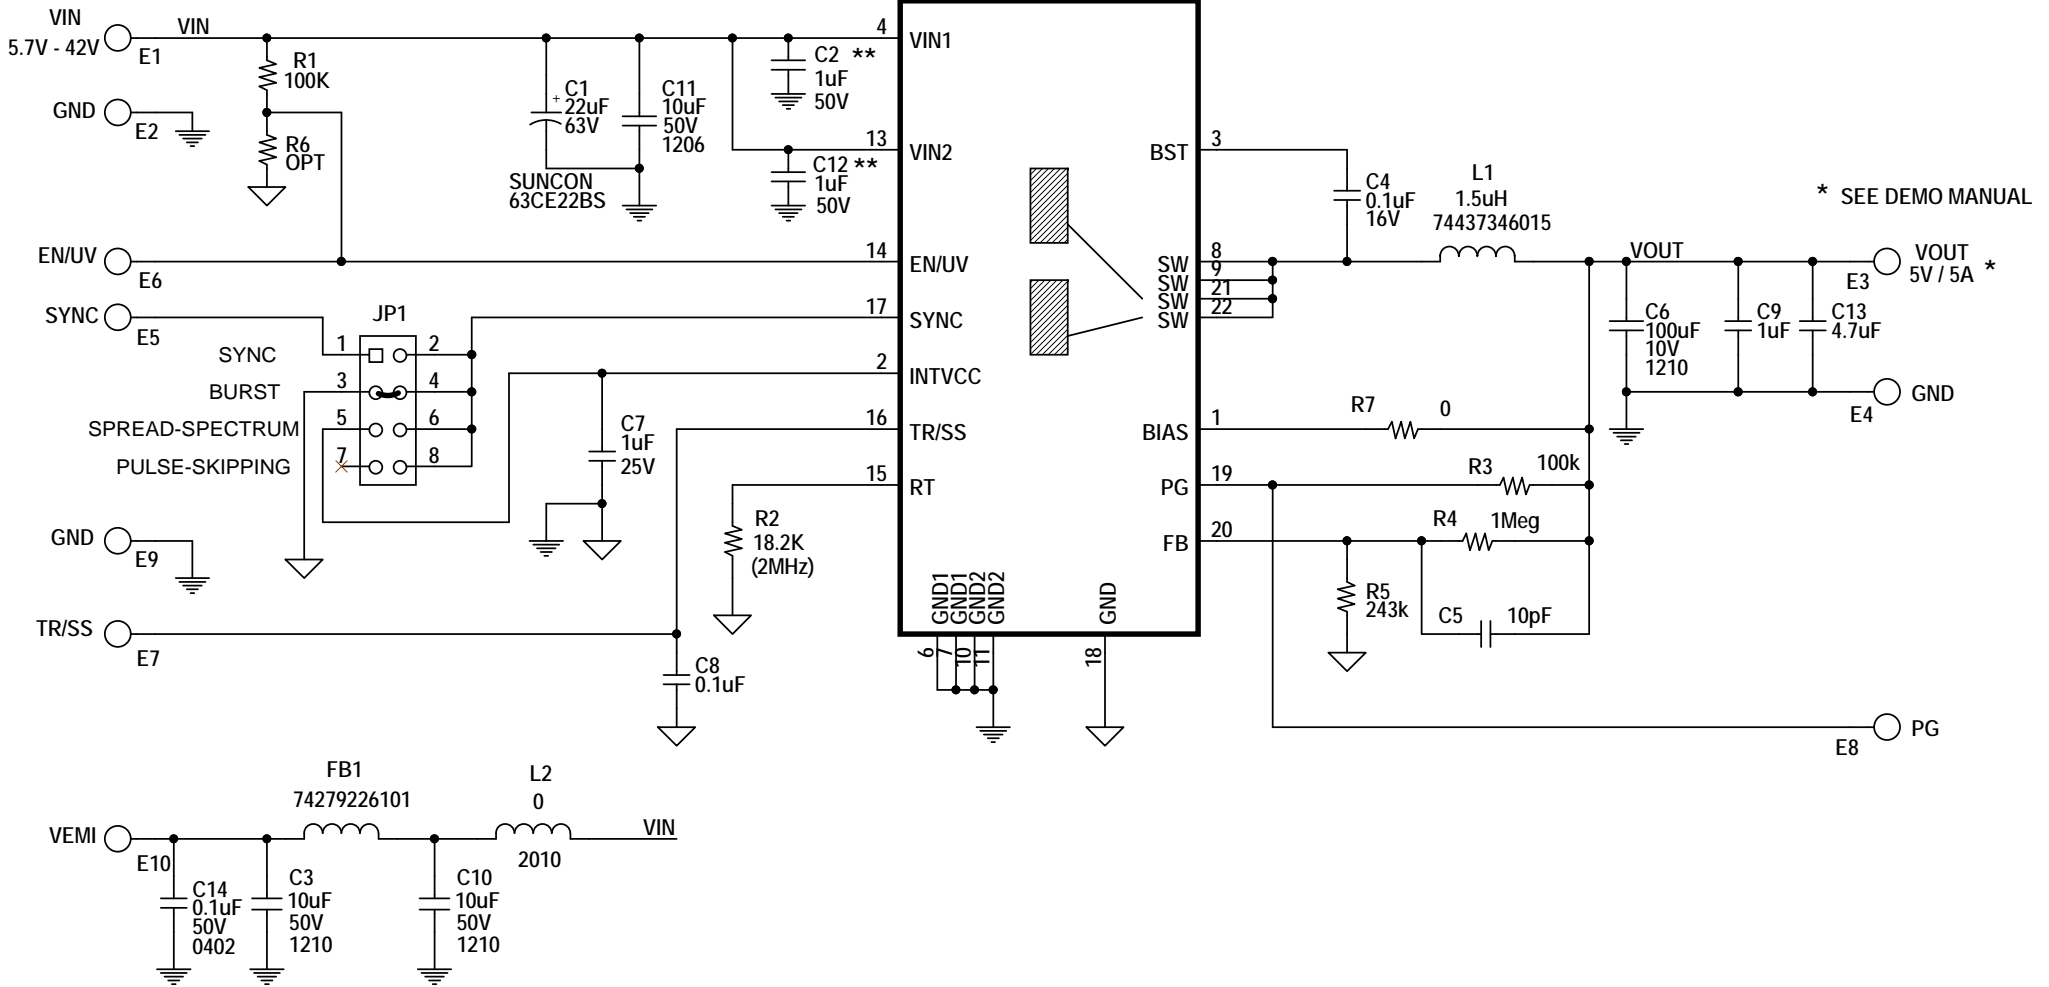 VIN
5.7V - 42V
E1
VIN
R1
100K
GND
E2
R6
OPT
+
C1
22uF
63V
SUNCON
63CE22BS
C11
10uF
50V
1206
C2 **
1uF
50V
C12 **
1uF
50V
4
VIN1
13
VIN2
EN/UV
E6
14
EN/UV
SYNC
E5
17
SYNC
JP1
SYNC
1
2
BURST
3
4
SPREAD-SPECTRUM
5
6
PULSE-SKIPPING
7
8
2
INTVCC
C7
1uF
25V
16
TR/SS
15
RT
R2
18.2K
(2MHz)
GND
E9
TR/SS
E7
C8
0.1uF
GND1
GND1
GND2
GND2
6
7
10
11
GND
18
BST
3
C4
0.1uF
16V
L1
1.5uH
74437346015
SW
8
SW
9
SW
21
SW
22
* SEE DEMO MANUAL
VOUT
VOUT
5V / 5A *
E3
C6
100uF
10V
1210
C9
1uF
C13
4.7uF
GND
E4
BIAS
1
R7
0
PG
19
R3
100k
FB
20
R4
1Meg
R5
243k
C5
10pF
PG
E8
VEMI
E10
FB1
74279226101
L2
0
2010
VIN
C14
0.1uF
50V
0402
C3
10uF
50V
1210
C10
10uF
50V
1210